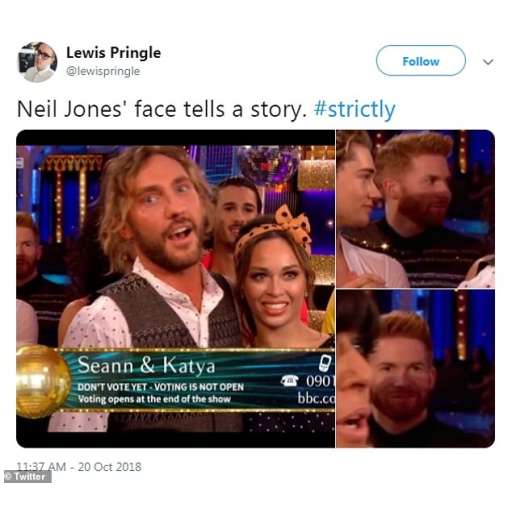 Lewis Pringle
@lewispringle
Follow
Neil Jones' face tells a story. #strictly
Seann & Katya
DON'T VOTE YET - VOTING IS NOT OPEN
Voting opens at the end of the show
0901
bbc.co
11:37 AM - 20 Oct 2018
© Twitter